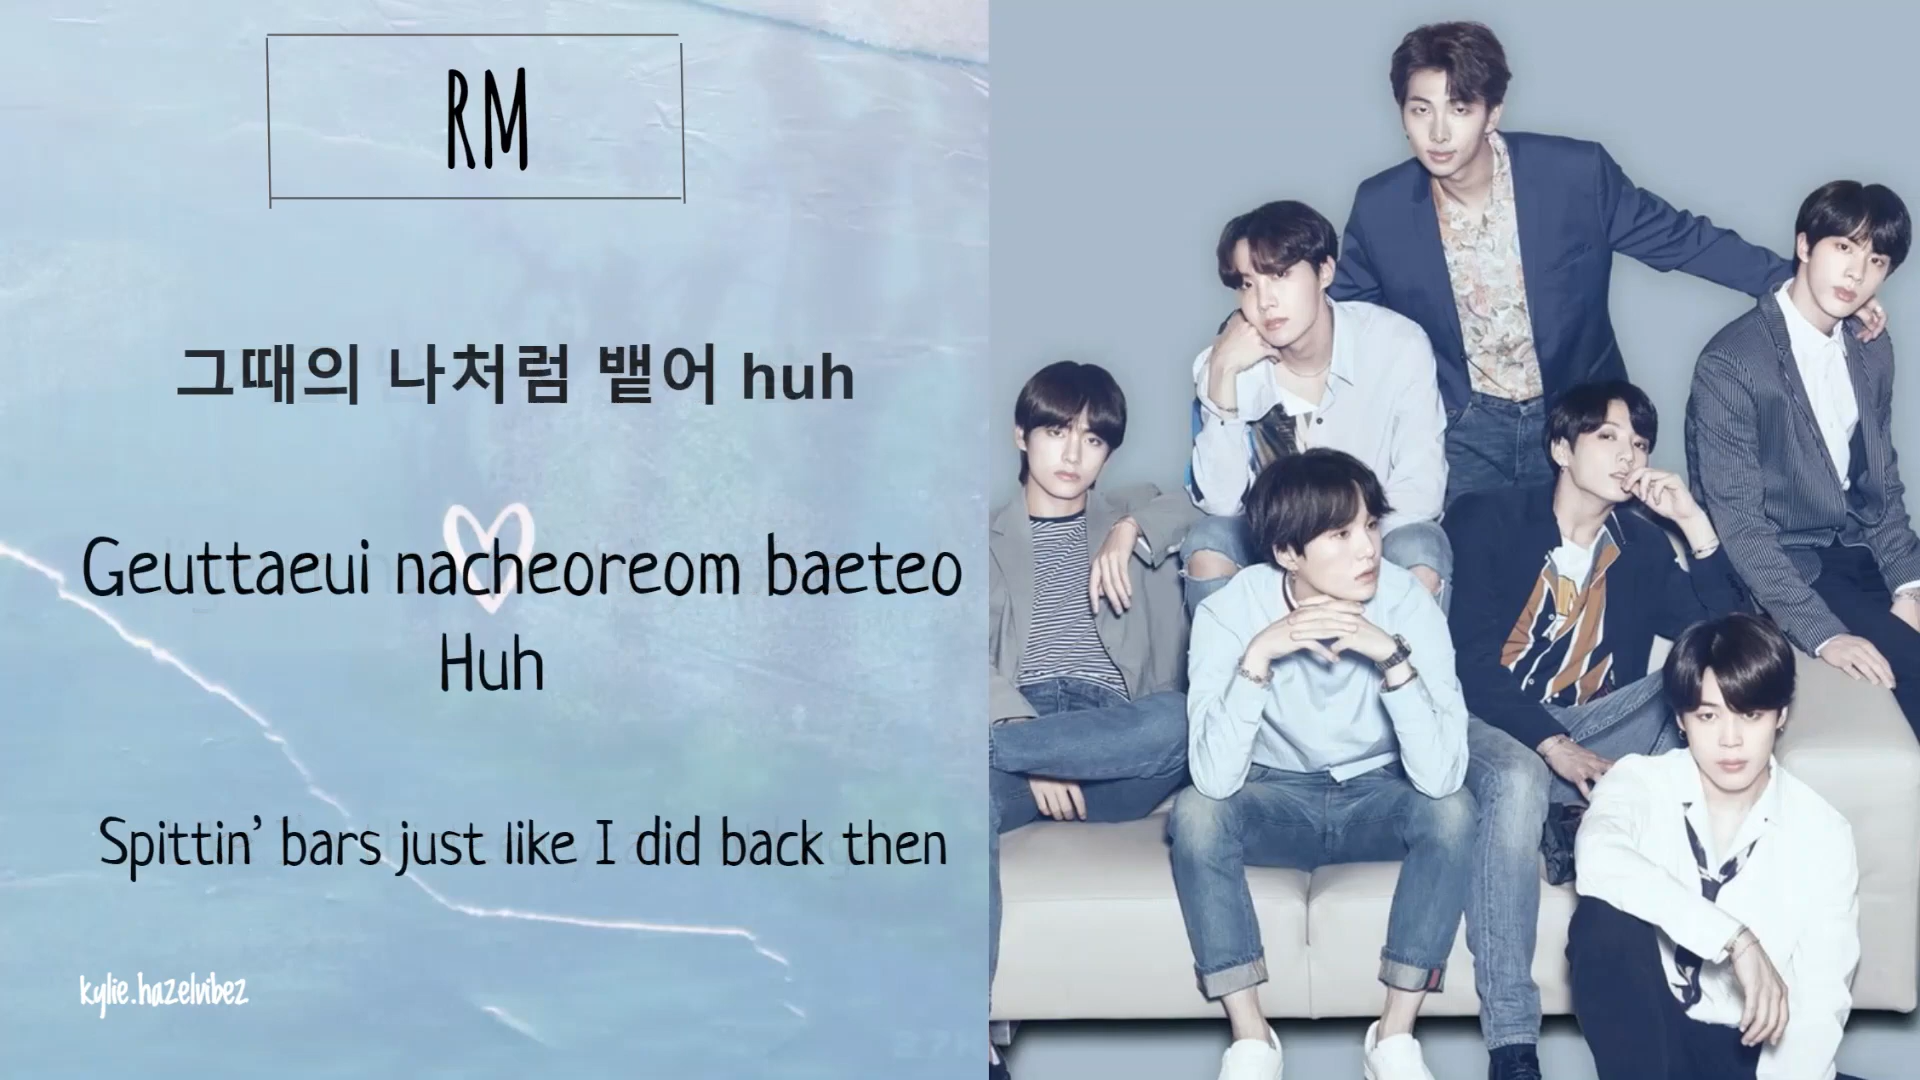 RM
그때의 나처럼 뱉어 huh
Geuttaeui nacheoreom baeteo
Huh
Spittin' bars just like I did back then
kylie.hazelvibez